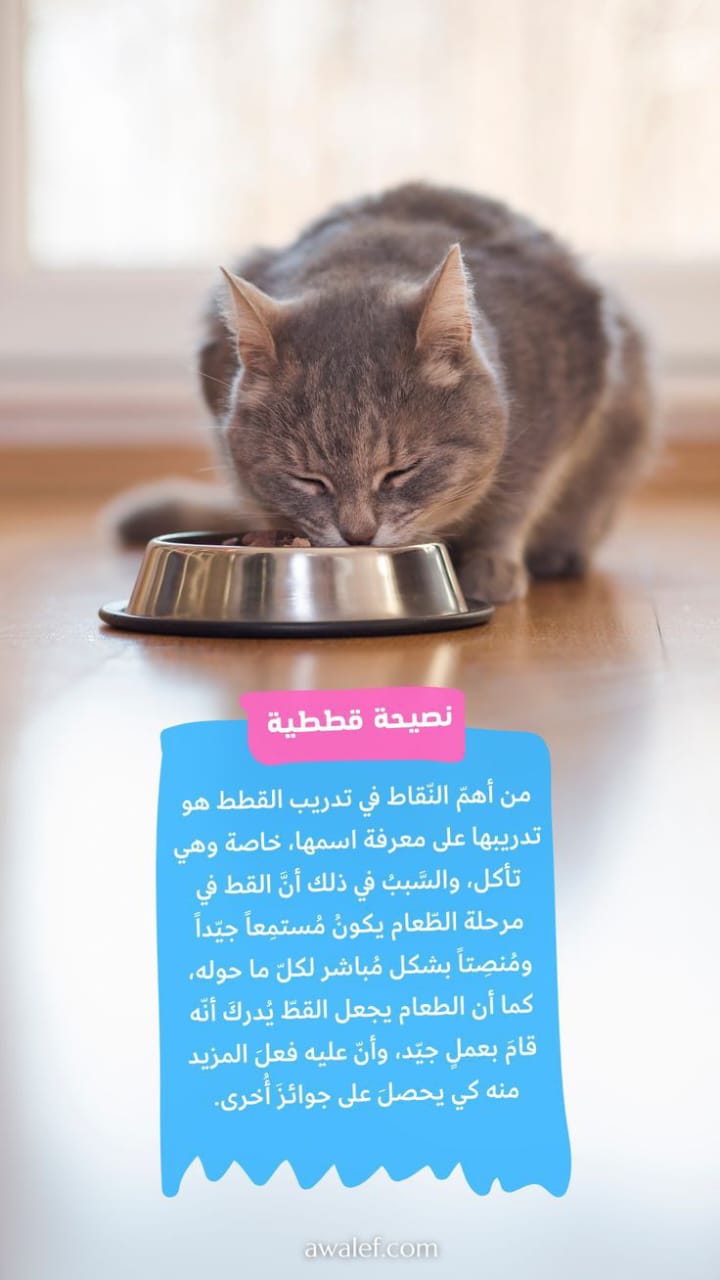 نصيحة قططية
من أهمّ النّقاط في تدريب القطط هو
تدريبها على معرفة اسمها، خاصة وهي
تأكل، والسَّببُ في ذلك أنَّ القط في
مرحلة الطّعام يكونُ مُستمِعاً جيّداً
ومُنصِتاً بشكل مُباشر لكلّ ما حوله،
كما أن الطعام يجعل القطّ يُدركَ أنّه
قامَ بعملٍ جيّد، وأنّ عليه فعلَ المزيد
منه كي يحصلَ على جوائزَ أُخرى.
awalef.com